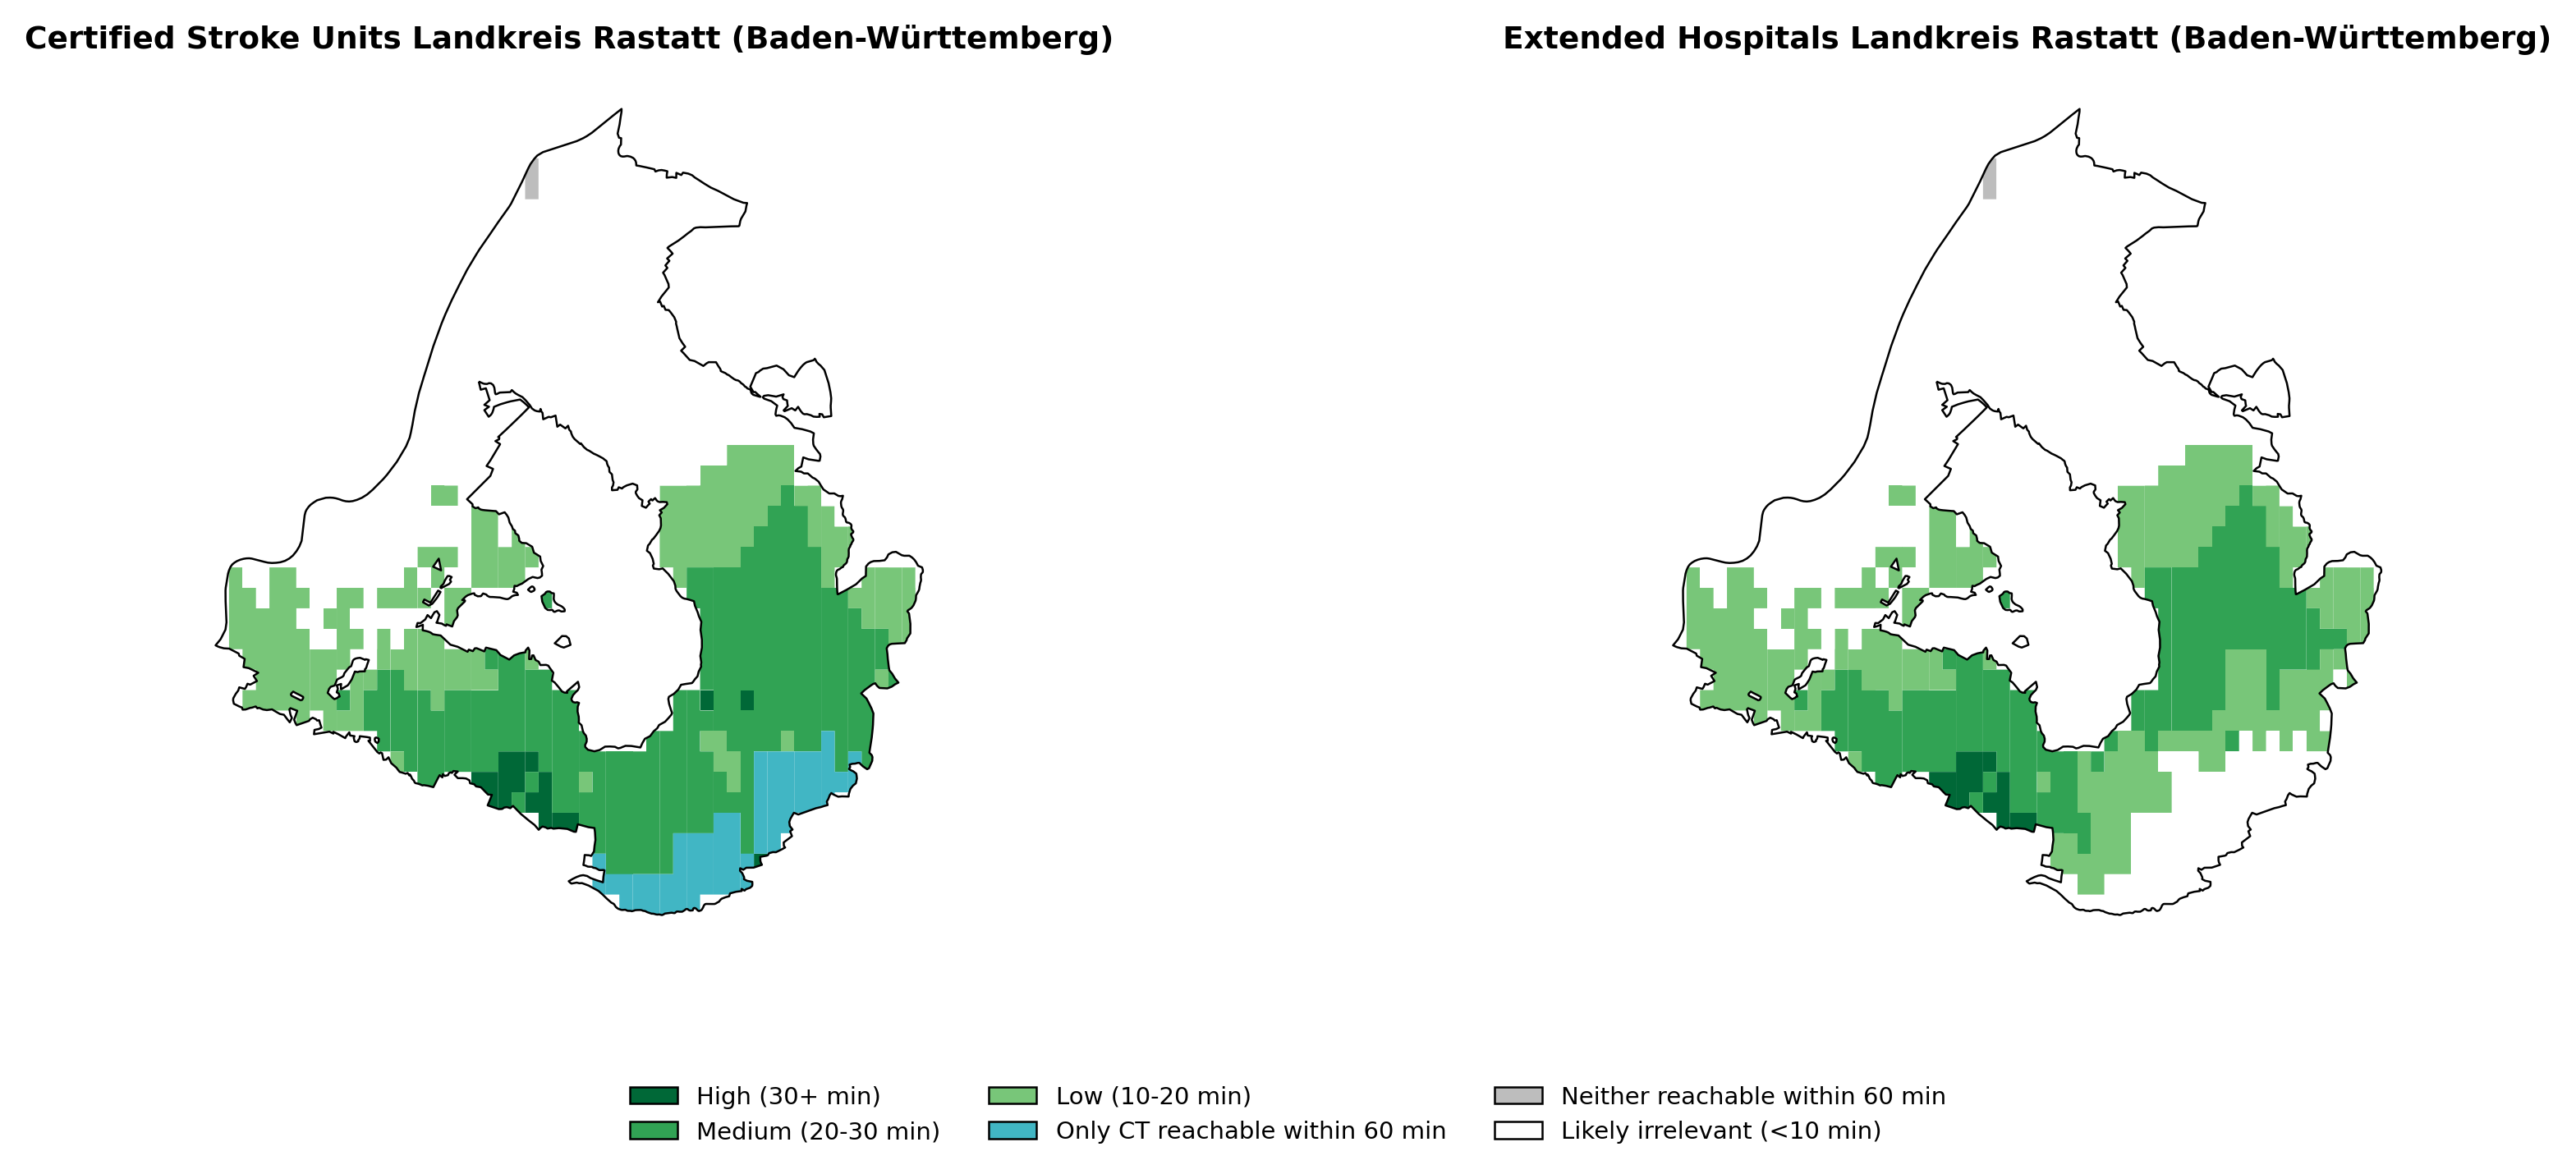 Certified Stroke Units Landkreis Rastatt (Baden-Württemberg)
Extended Hospitals Landkreis Rastatt (Baden-Württemberg)
High (30+ min)
Medium (20-30 min)
Low (10-20 min)
Only CT reachable within 60 min
Neither reachable within 60 min
Likely irrelevant (<10 min)